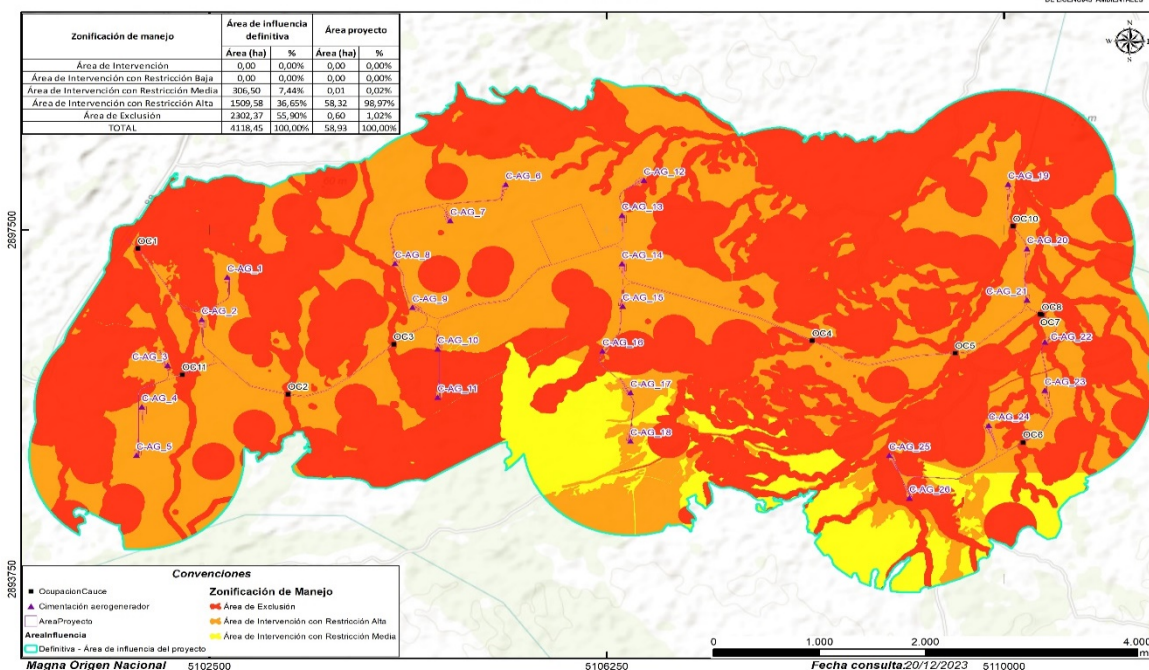 DE LICENCIAS AMBIENTALES
Zonificación de manejo Área de influencia definitiva Área proyecto
Área (ha) % Área (ha) %
Área de Intervención 0,00 0,00% 0,00 0,00%
Área de Intervención con Restricción Baja 0,00 0,00% 0,00 0,00%
Área de Intervención con Restricción Media 306,50 7,44% 0,01 0,02%
Área de Intervención con Restricción Alta 1509,58 36,65% 58,32 98,97%
Área de Exclusión 2302,37 55,90% 0,60 1,02%
TOTAL 4118,45 100,00% 58,93 100,00%
N
W E
S
2897500
2893750
C-AG_6
C-AG_12
C-AG_19
C-AG_7
C-AG_13
OC10
OC1
C-AG_20
C-AG_8
C-AG_14
C-AG_1
C-AG_21
C-AG_9
C-AG_15
OC8
C-AG_2
OC7
OC3
OC4
C-AG_22
C-AG_10
C-AG_16
OC5
C-AG_3
OC11
OC2
C-AG_11
C-AG_17
C-AG_23
C-AG_4
C-AG_24
C-AG_18
OC6
C-AG_5
C-AG_25
C-AG_26
Convenciones
OcupacionCauce
Cimentación aerogenerador
AreaProyecto
AreaInfluencia
Definitiva - Área de influencia del proyecto
Zonificación de Manejo
Área de Exclusión
Área de Intervención con Restricción Alta
Área de Intervención con Restricción Media
0 1.000 2.000 4.000
m
Magna Origen Nacional 5102500 5106250 Fecha consulta:20/12/2023 5110000